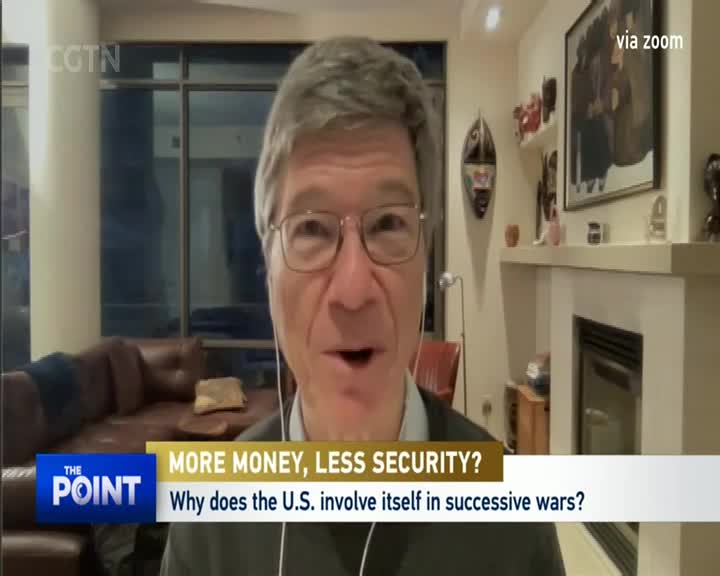 CGTN
via zoom
MORE MONEY, LESS SECURITY?
THE POINT
Why does the U.S. involve itself in successive wars?